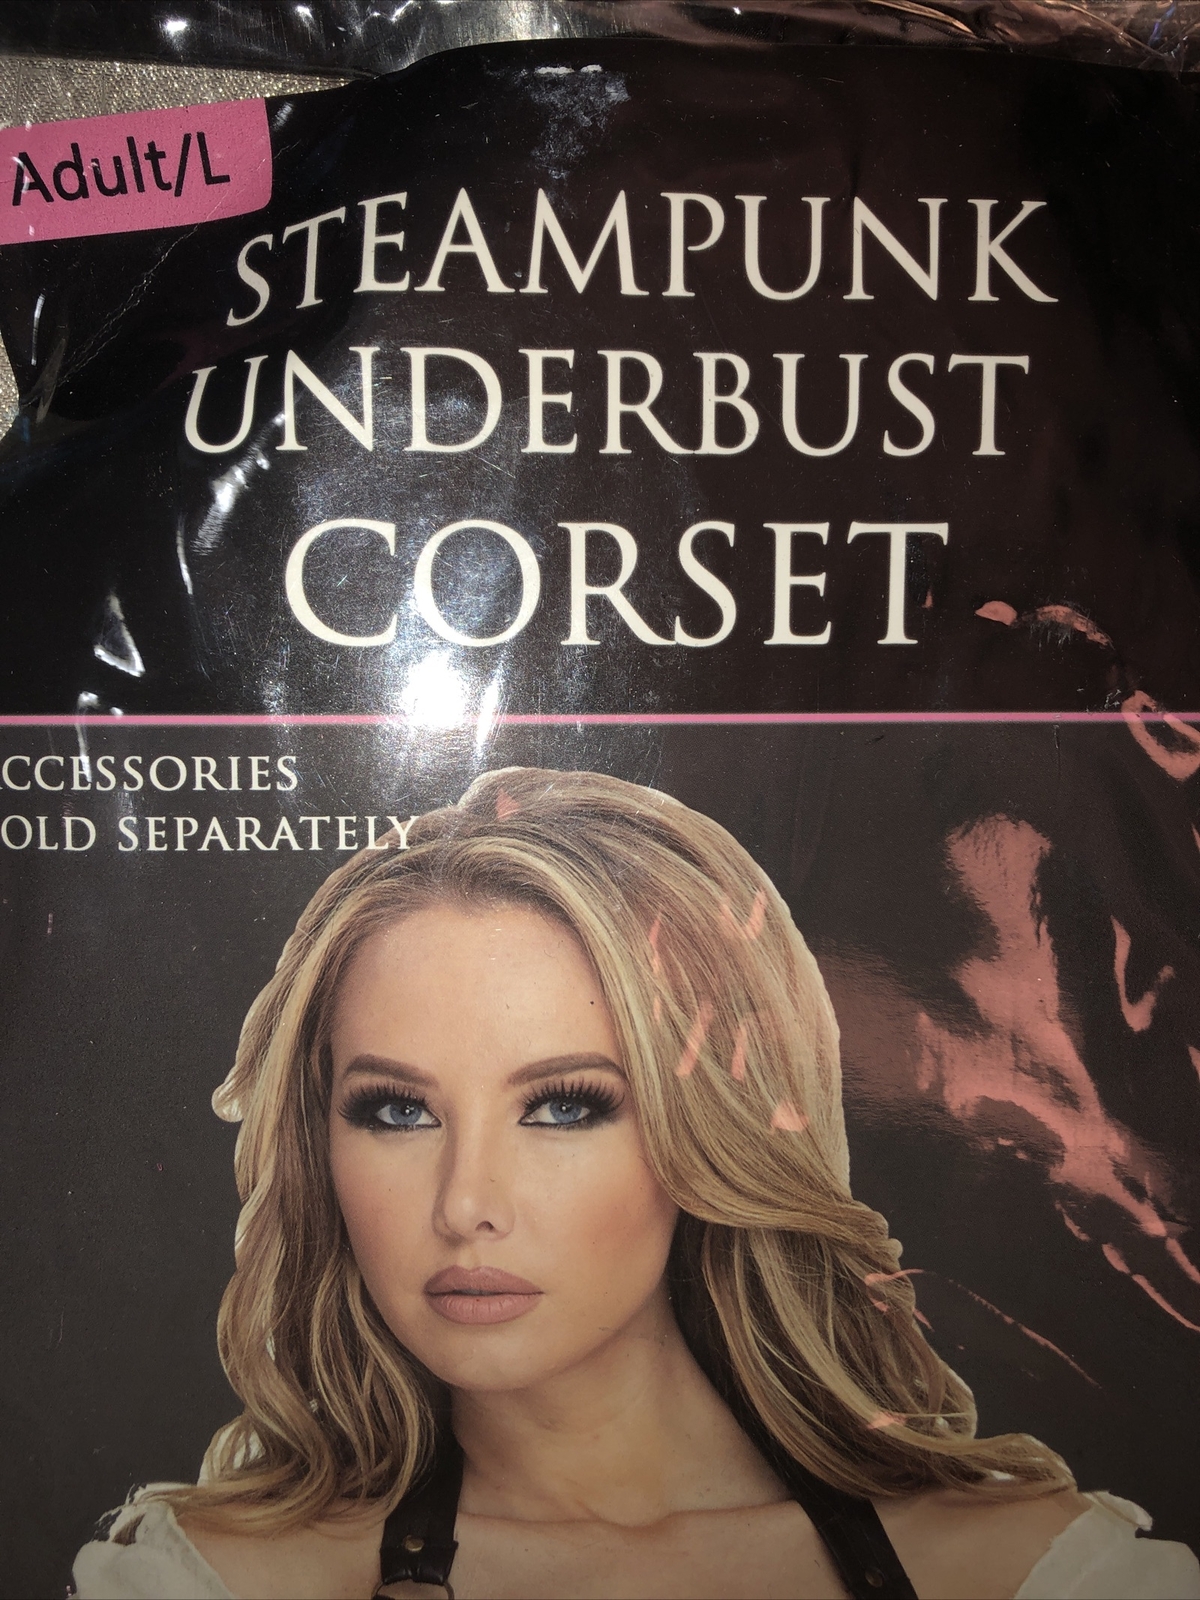 Adult/L
STEAMPUNK
UNDERBUST
CORSET
CCESSORIES
OLD SEPARATELY